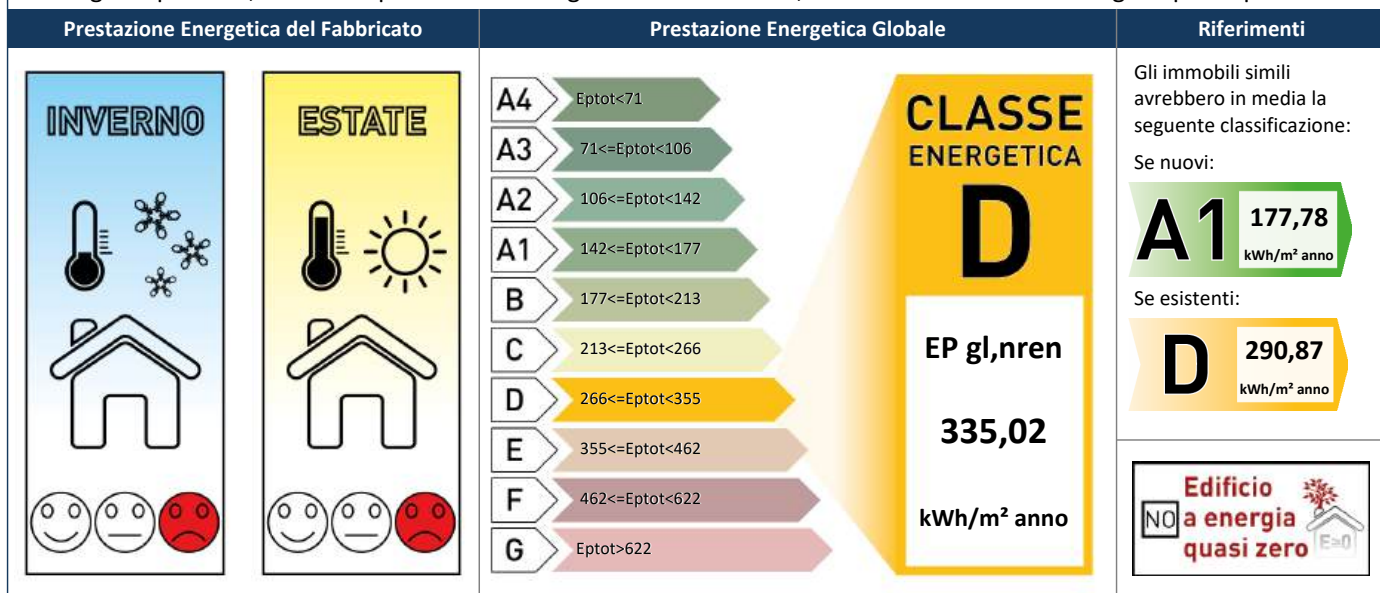 Prestazione Energetica del Fabbricato
Prestazione Energetica Globale
Riferimenti
INVERNO
ESTATE
A4 Eptot<71
A3 71<=Eptot<106
A2 106<=Eptot<142
A1 142<=Eptot<177
B 177<=Eptot<213
C 213<=Eptot<266
D 266<=Eptot<355
E 355<=Eptot<462
F 462<=Eptot<622
G Eptot>622
CLASSE
ENERGETICA
D
EP gl,nren
335,02
kWh/m² anno
Gli immobili simili
avrebbero in media la
seguente classificazione:
Se nuovi:
A1 177,78
kWh/m² anno
Se esistenti:
D 290,87
kWh/m² anno
Edificio
NO a energia
quasi zero E=0